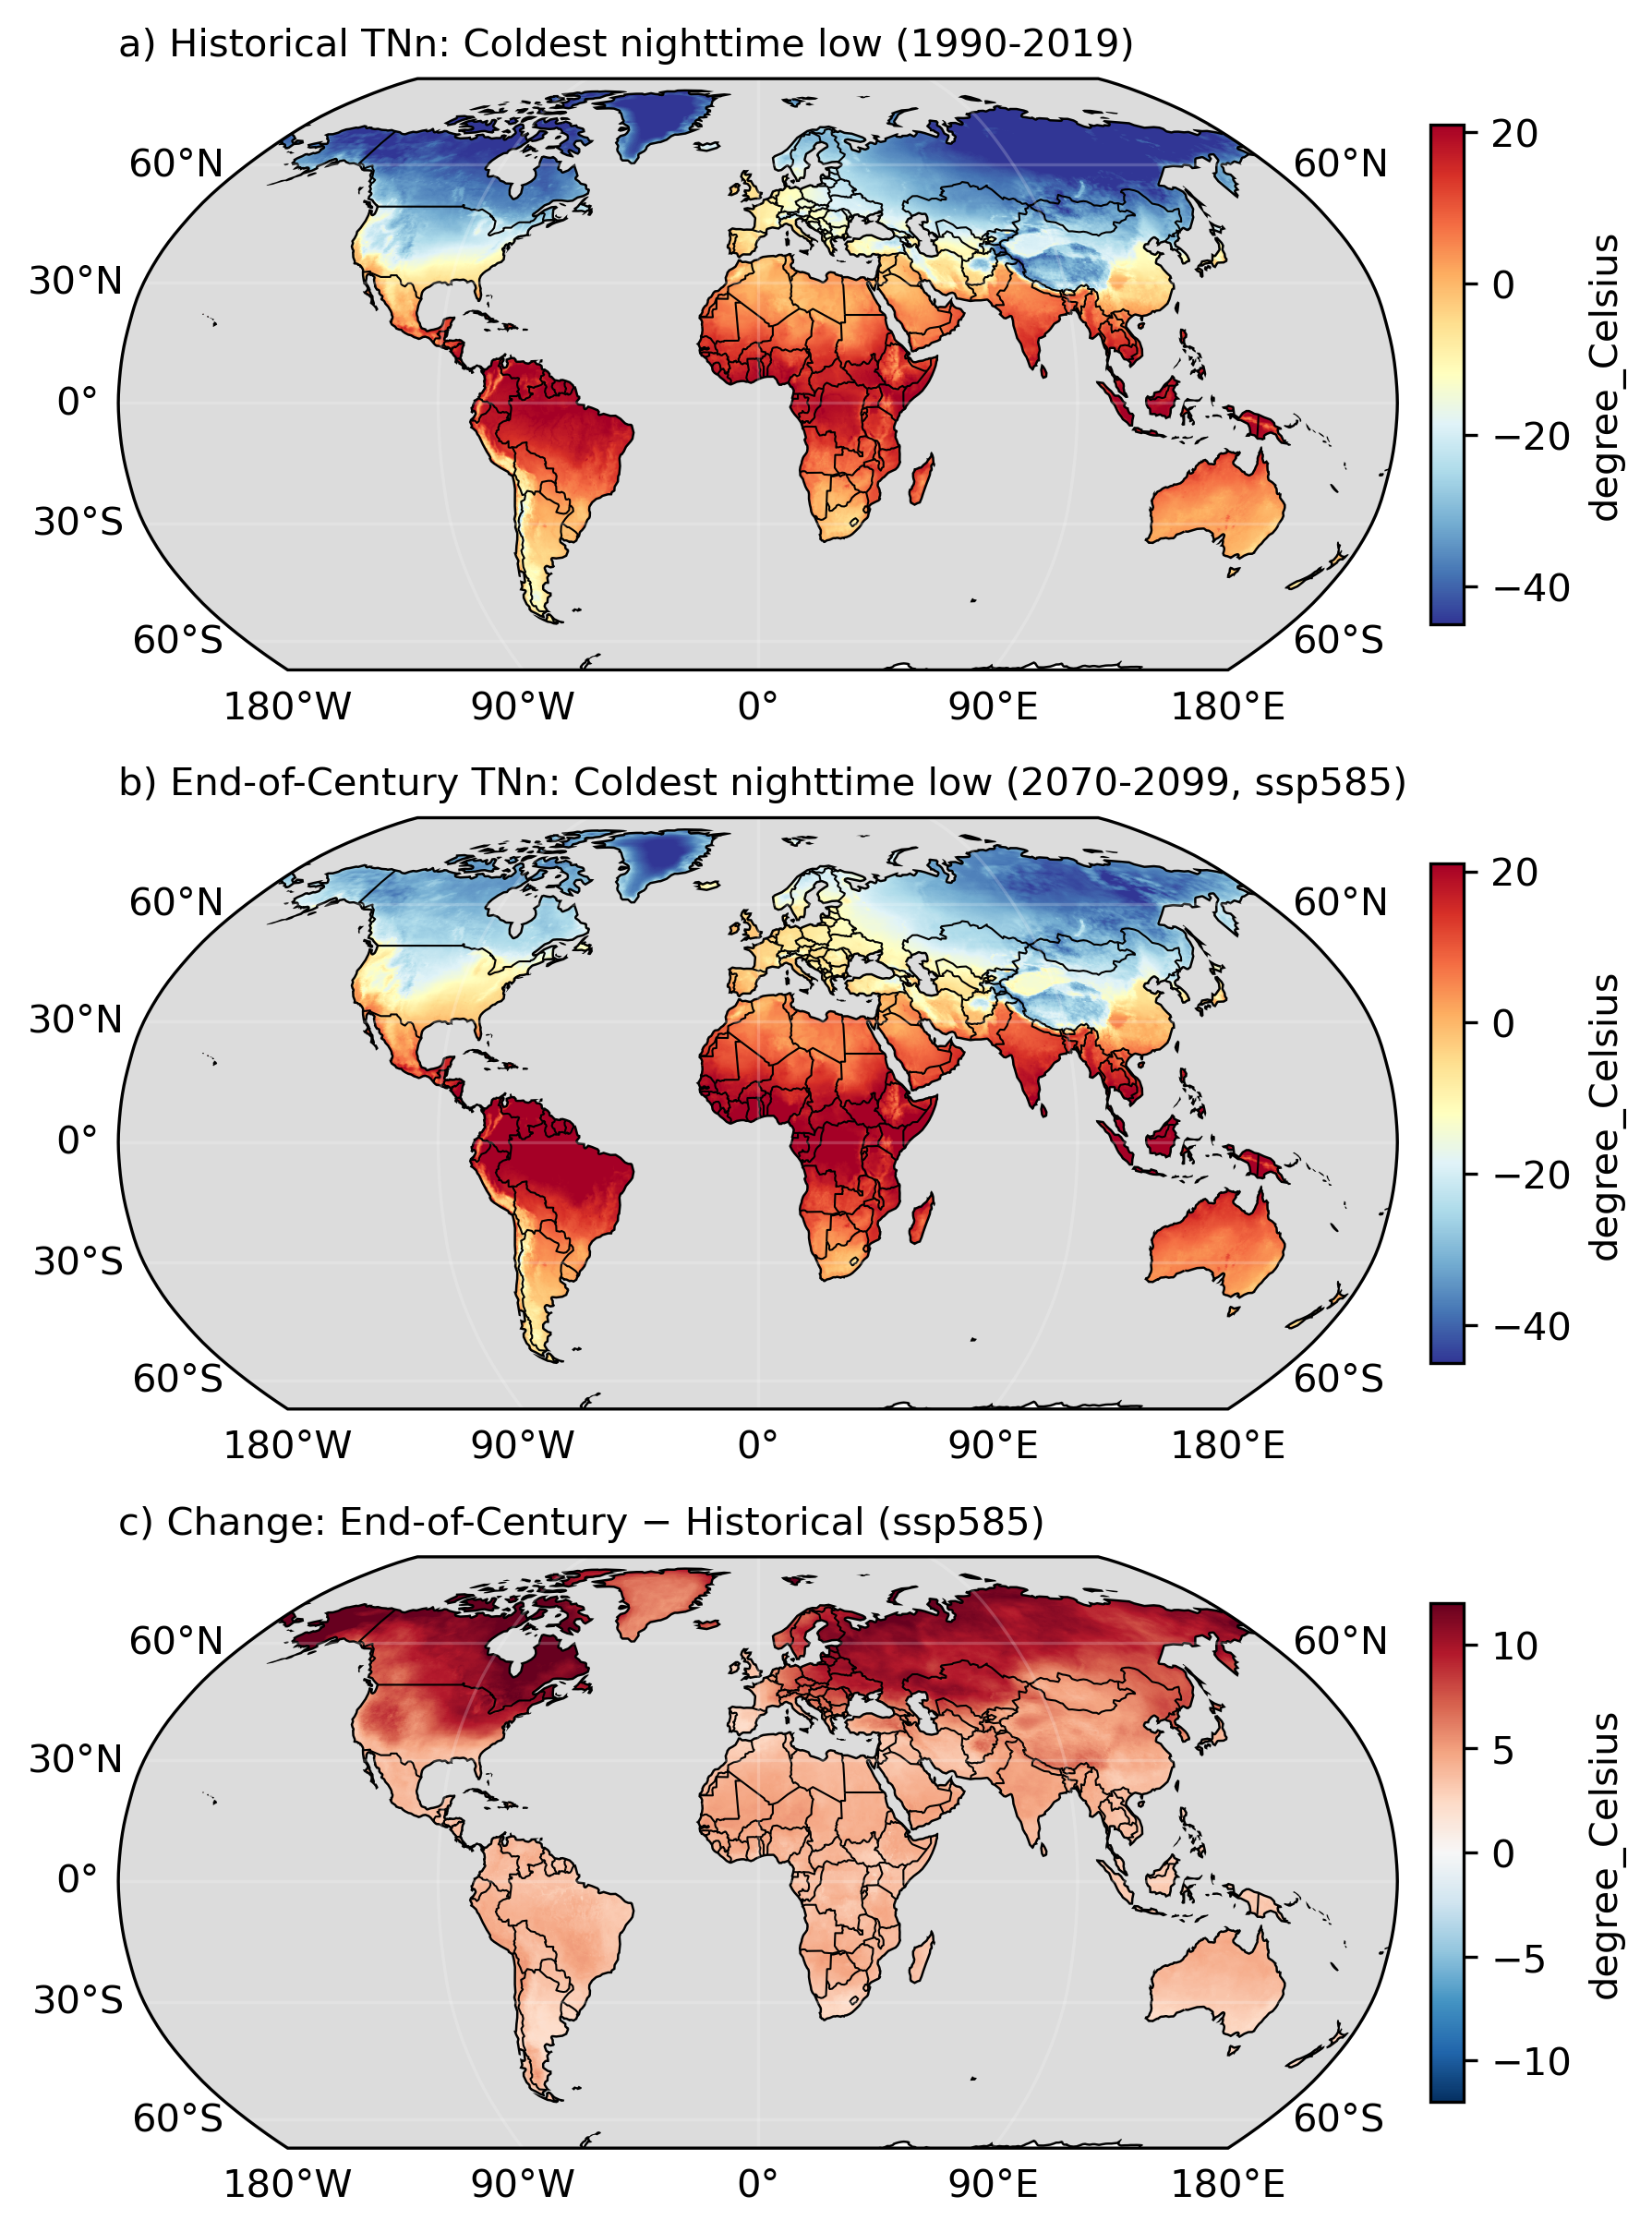 a) Historical TNn: Coldest nighttime low (1990-2019)
60°N
60°N
30°N
0°
30°S
60°S
60°S
180°W
90°W
0°
90°E
180°E
20
0
−20
−40
degree_Celsius
b) End-of-Century TNn: Coldest nighttime low (2070-2099, ssp585)
60°N
60°N
30°N
0°
30°S
60°S
60°S
180°W
90°W
0°
90°E
180°E
20
0
−20
−40
degree_Celsius
c) Change: End-of-Century − Historical (ssp585)
60°N
60°N
30°N
0°
30°S
60°S
60°S
180°W
90°W
0°
90°E
180°E
10
5
0
−5
−10
degree_Celsius